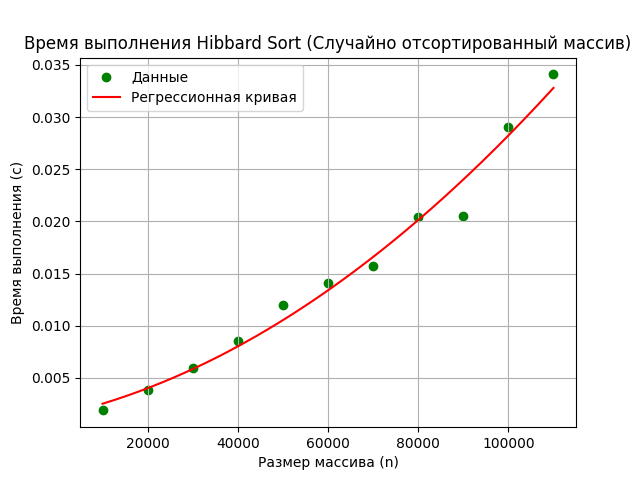 Время выполнения Hibbard Sort (Случайно отсортированный массив)
Данные
Регрессионная кривая
0.035
0.030
0.025
0.020
0.015
0.010
0.005
Время выполнения (с)
20000
40000
60000
80000
100000
Размер массива (n)